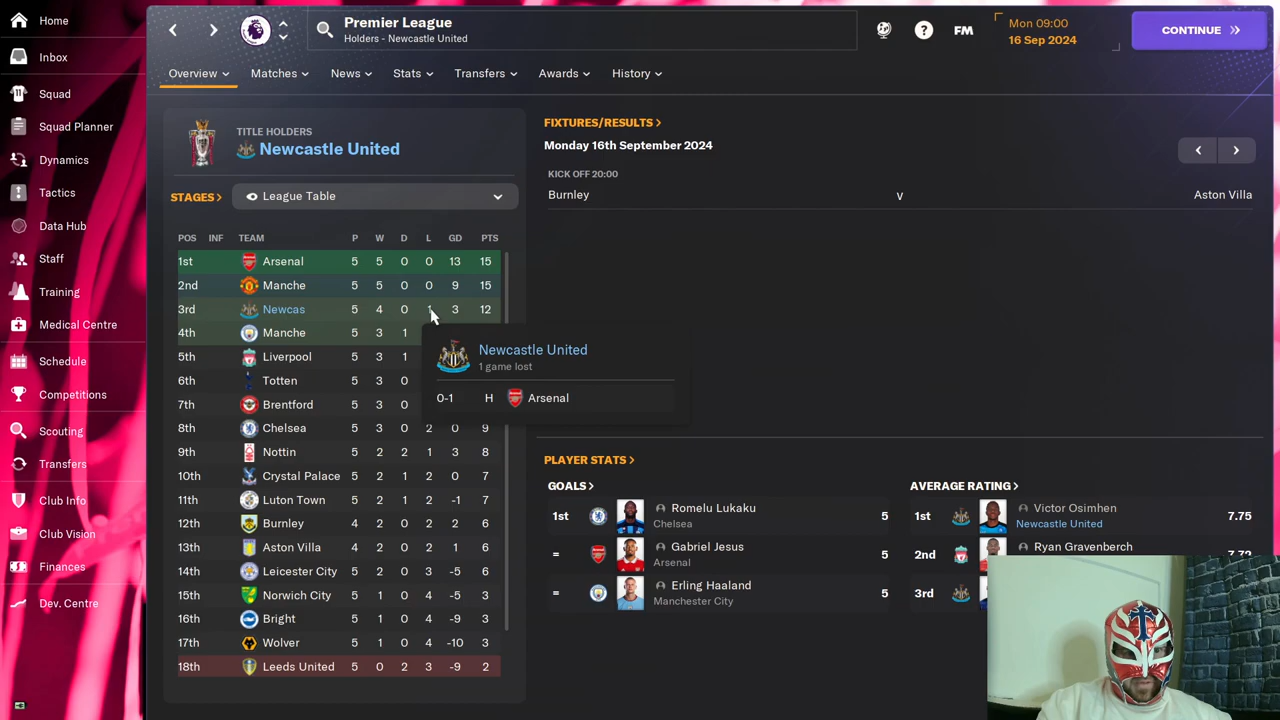 Home
Inbox
Squad
Squad Planner
Dynamics
Tactics
Data Hub
Staff
Training
Medical Centre
Schedule
Competitions
Scouting
Transfers
Club Info
Club Vision
Finances
Dev. Centre
Premier League
Holders - Newcastle United
? FM
Mon 09:00
16 Sep 2024
CONTINUE
Overview Matches News Stats Transfers Awards History
TITLE HOLDERS
Newcastle United
STAGES> League Table
POS INF TEAM P W D L GD PTS
1st Arsenal 5 5 0 0 13 15
2nd Manche 5 5 0 0 9 15
3rd Newcas 5 4 0 1 3 12
4th Manche 5 3 1
5th Liverpool 5 3 1
6th Totten 5 3 0
7th Brentford 5 3 0
8th Chelsea 5 3 0 2 0 9
9th Nottin 5 2 2 1 3 8
10th Crystal Palace 5 2 1 2 0 7
11th Luton Town 5 2 1 2 -1 7
12th Burnley 4 2 0 2 2 6
13th Aston Villa 4 2 0 2 1 6
14th Leicester City 5 2 0 3 -5 6
15th Norwich City 5 1 0 4 -5 3
16th Bright 5 1 0 4 -9 3
17th Wolver 5 1 0 4 -10 3
18th Leeds United 5 0 2 3 -9 2
Newcastle United
1 game lost
0-1 H Arsenal
FIXTURES/RESULTS >
Monday 16th September 2024
KICK OFF 20:00
Burnley v Aston Villa
PLAYER STATS >
GOALS >
1st Romelu Lukaku 5
Chelsea
= Gabriel Jesus 5
Arsenal
= Erling Haaland 5
Manchester City
AVERAGE RATING >
1st Victor Osimhen 7.75
Newcastle United
2nd Ryan Gravenberch
3rd